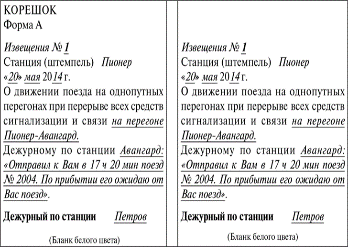 КОРЕШОК
Форма А
Извещения № 1
Станция (штемпель) Пионер
«20» мая 2014 г.
О движении поезда на однопутных
перегонах при перерыве всех средств
сигнализации и связи на перегоне
Пионер-Авангард.
Дежурному по станции Авангард:
«Отправил к Вам в 17 ч 20 мин поезд
№ 2004. По прибытии его ожидаю от
Вас поезд».
Дежурный по станции Петров
(Бланк белого цвета)
Извещения № 1
Станция (штемпель) Пионер
«20» мая 2014 г.
О движении поезда на однопутных
перегонах при перерыве всех средств
сигнализации и связи на перегоне
Пионер-Авангард.
Дежурному по станции Авангард:
«Отправил к Вам в 17 ч 20 мин поезд
№ 2004. По прибытии его ожидаю от
Вас поезд».
Дежурный по станции Петров
(Бланк белого цвета)